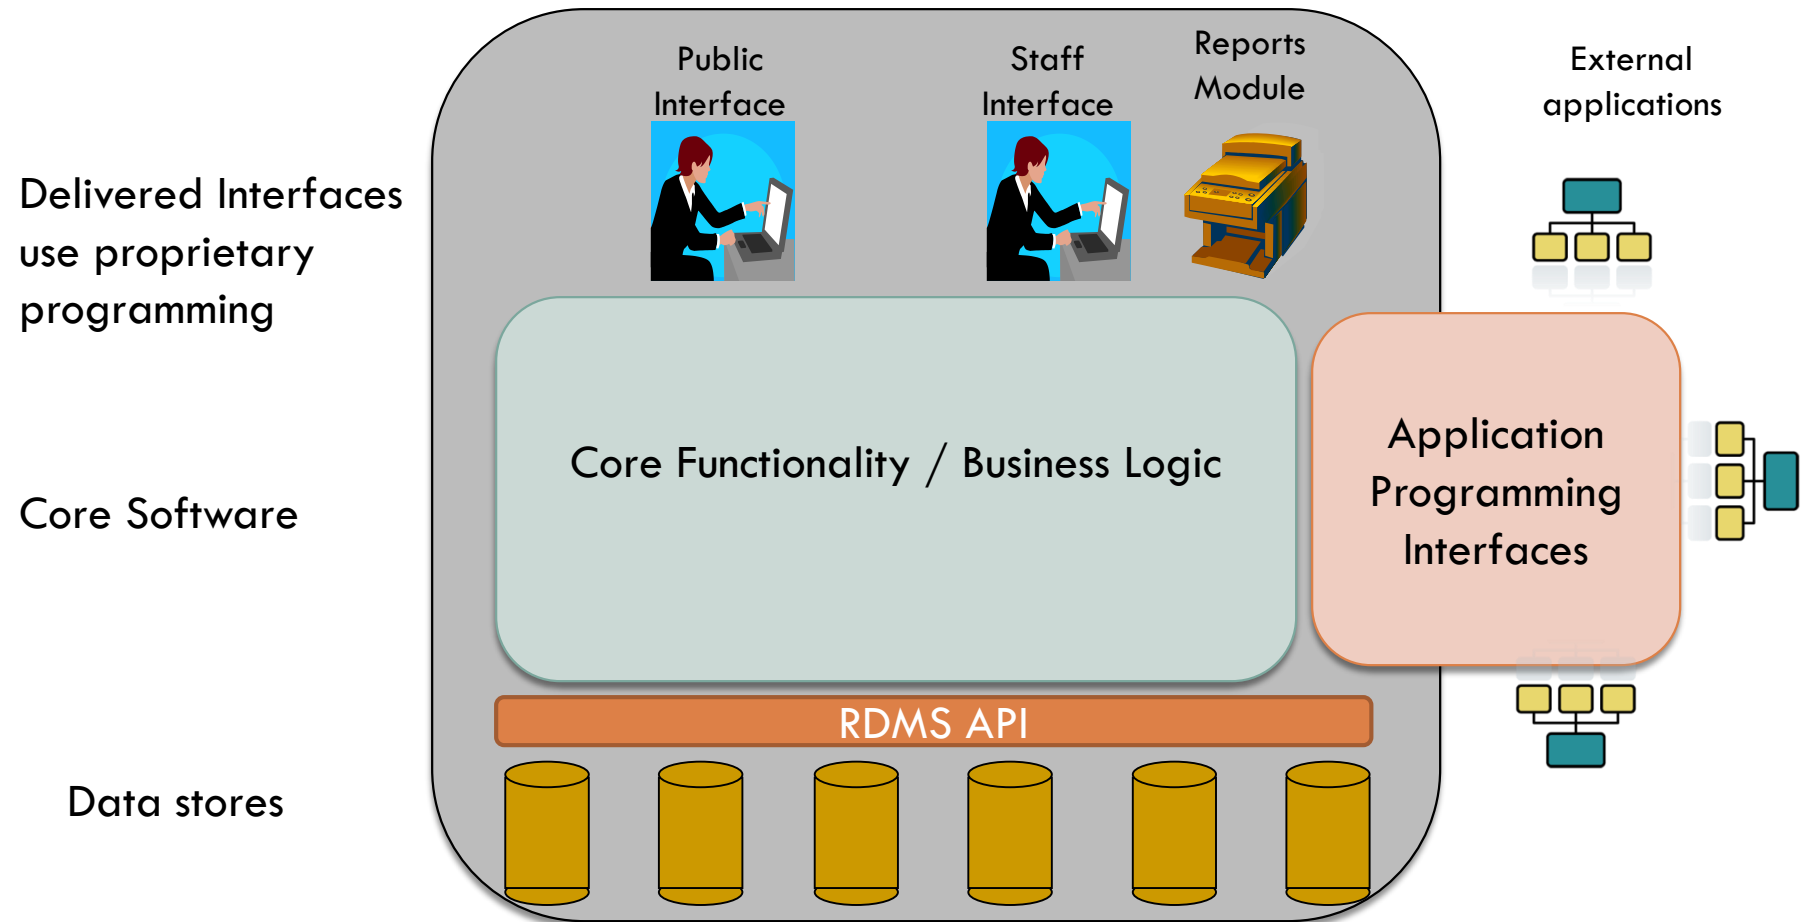 Public
Interface
Staff
Interface
Reports
Module
External
applications
Delivered Interfaces
use proprietary
programming
Core Functionality / Business Logic
Application
Programming
Interfaces
Core Software
RDMS API
Data stores